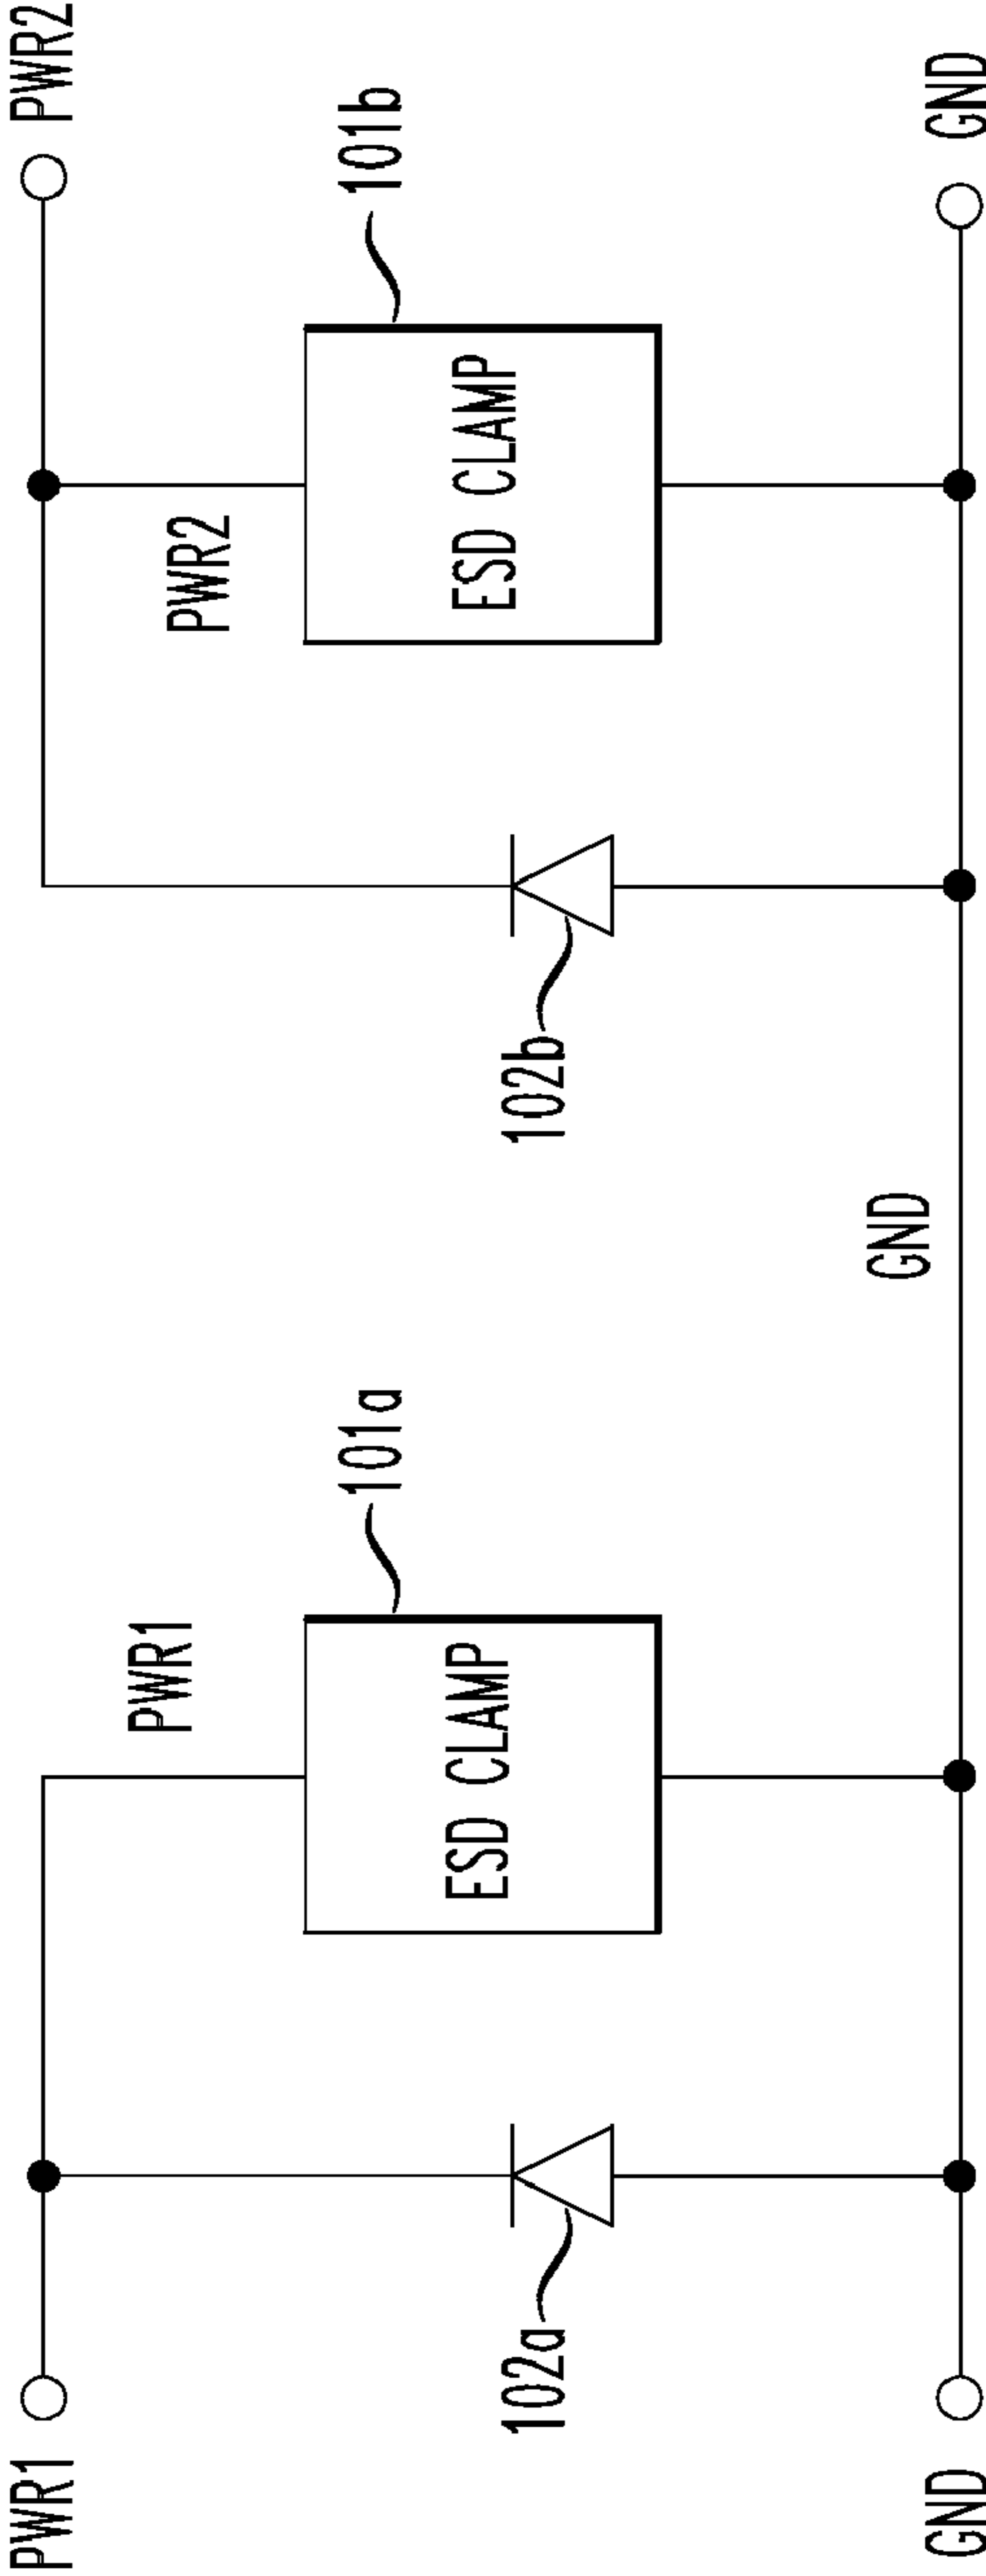 PWR1
PWR2
PWR1
PWR2
101a
101b
ESD CLAMP
ESD CLAMP
102a
102b
GND
GND
GND